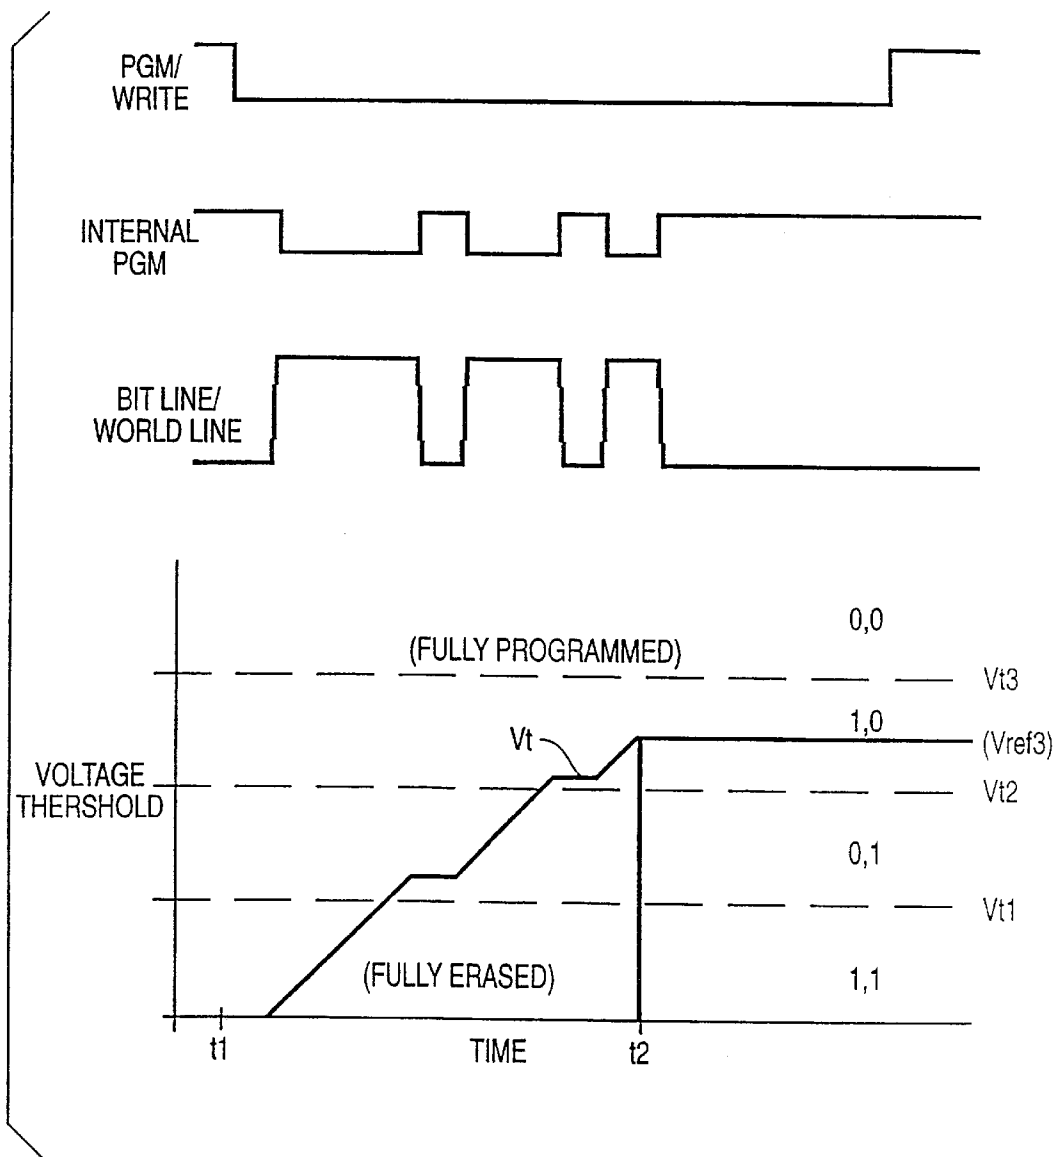 PGM/
WRITE
INTERNAL
PGM
BIT LINE/
WORLD LINE
0,0
(FULLY PROGRAMMED)
Vt3
1,0
(Vref3)
Vt
VOLTAGE
THERSHOLD
Vt2
0,1
Vt1
(FULLY ERASED)
1,1
t1
TIME
t2